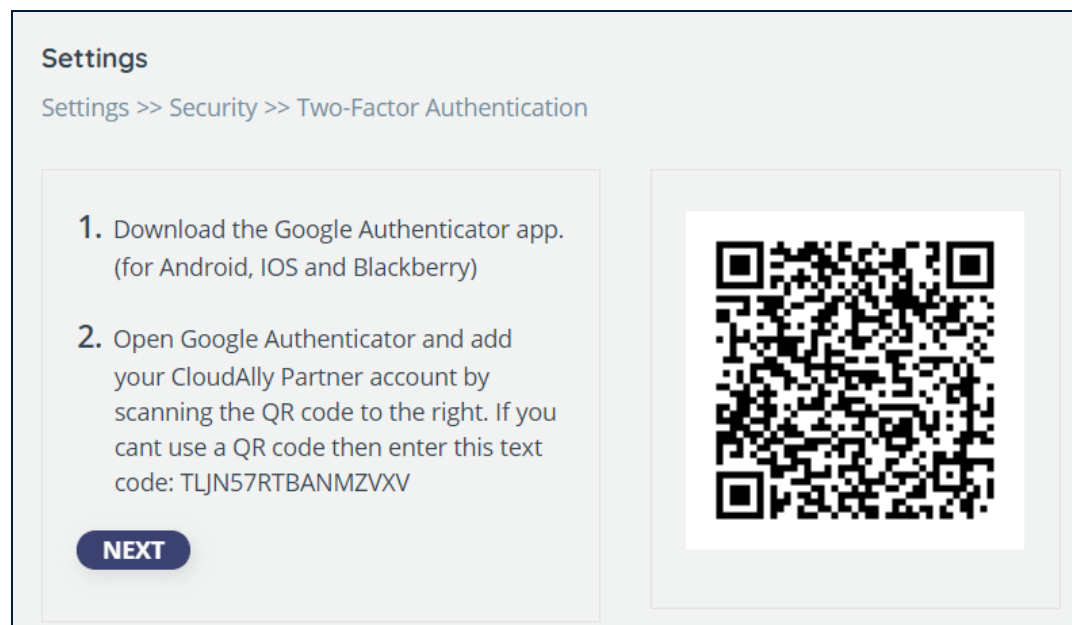 Settings
Settings >> Security >> Two-Factor Authentication
1. Download the Google Authenticator app.
(for Android, IOS and Blackberry)
2. Open Google Authenticator and add
your CloudAlly Partner account by
scanning the QR code to the right. If you
cant use a QR code then enter this text
code: TLJN57RTBANMZVXV
NEXT